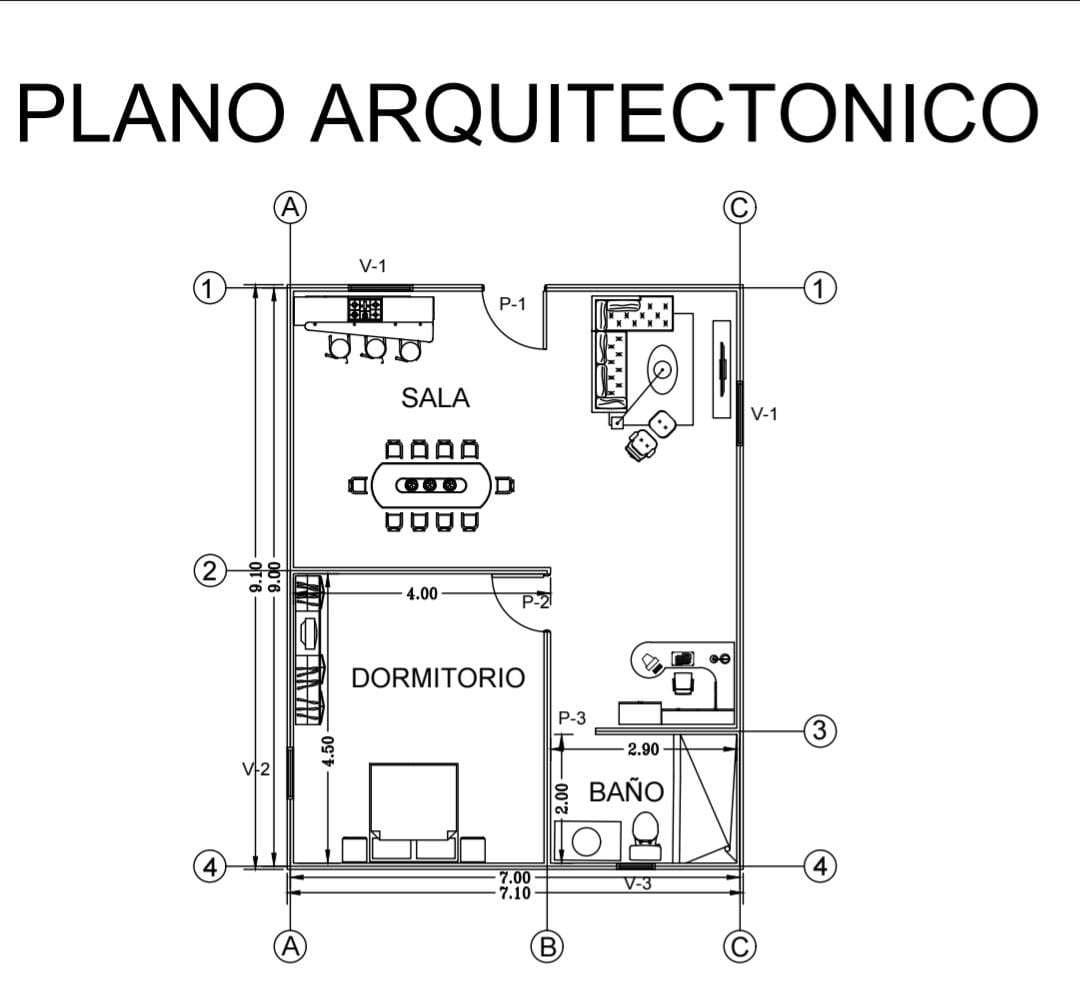 PLANO ARQUITECTONICO
A
C
V-1
1
P-1
1
SALA
V-1
2
9.10
9.00
4.00
P-2
DORMITORIO
P-3
3
4.50
2.90
V-2
2.00
BAÑO
4
4
7.00
V-3
7.10
A
B
C